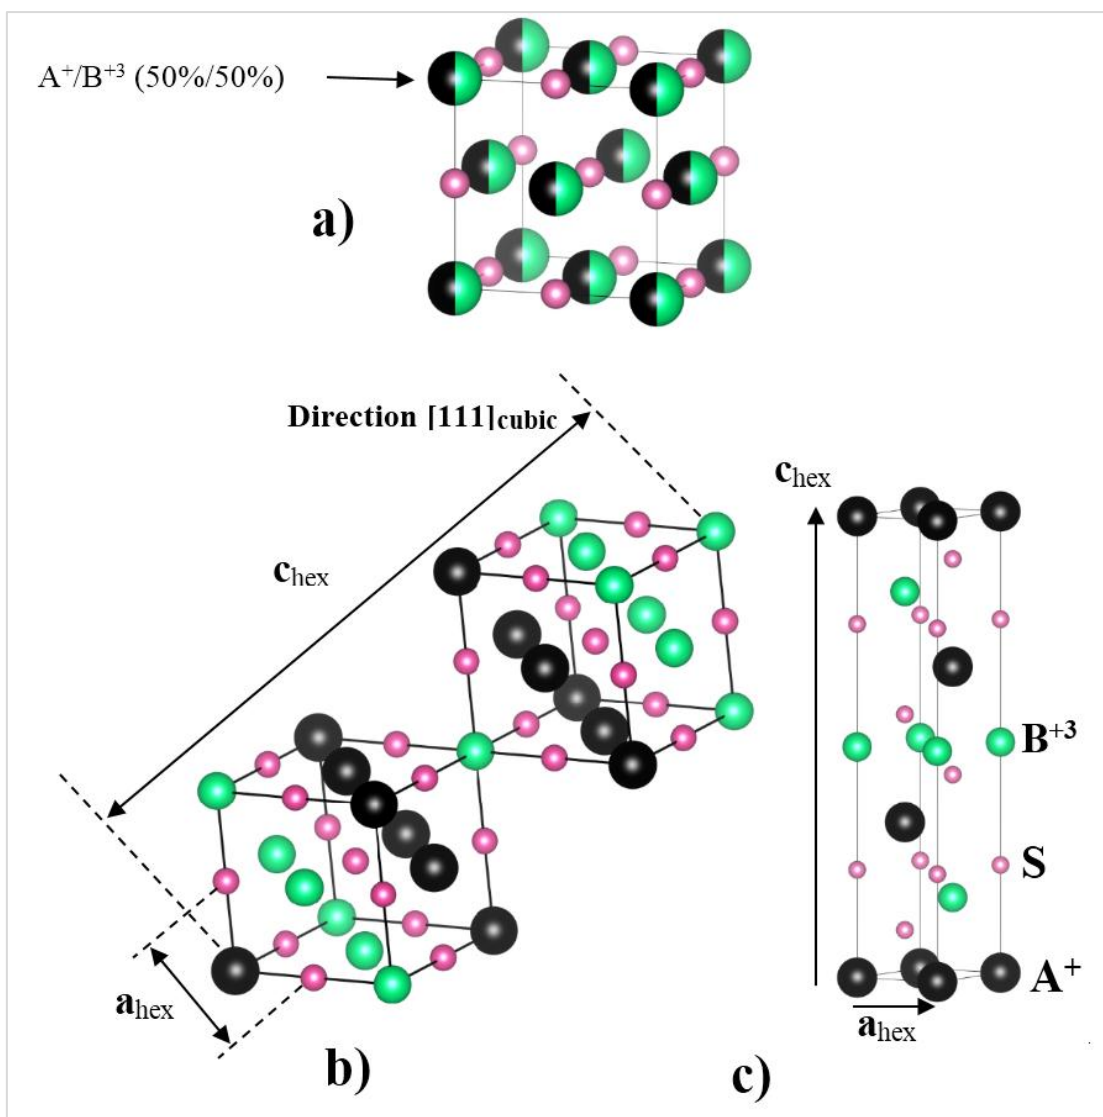 A⁺/B⁺³ (50%/50%)
a)
Direction [111]cubic
chex
chex
B⁺³
S
A⁺
ahex
ahex
b)
c)